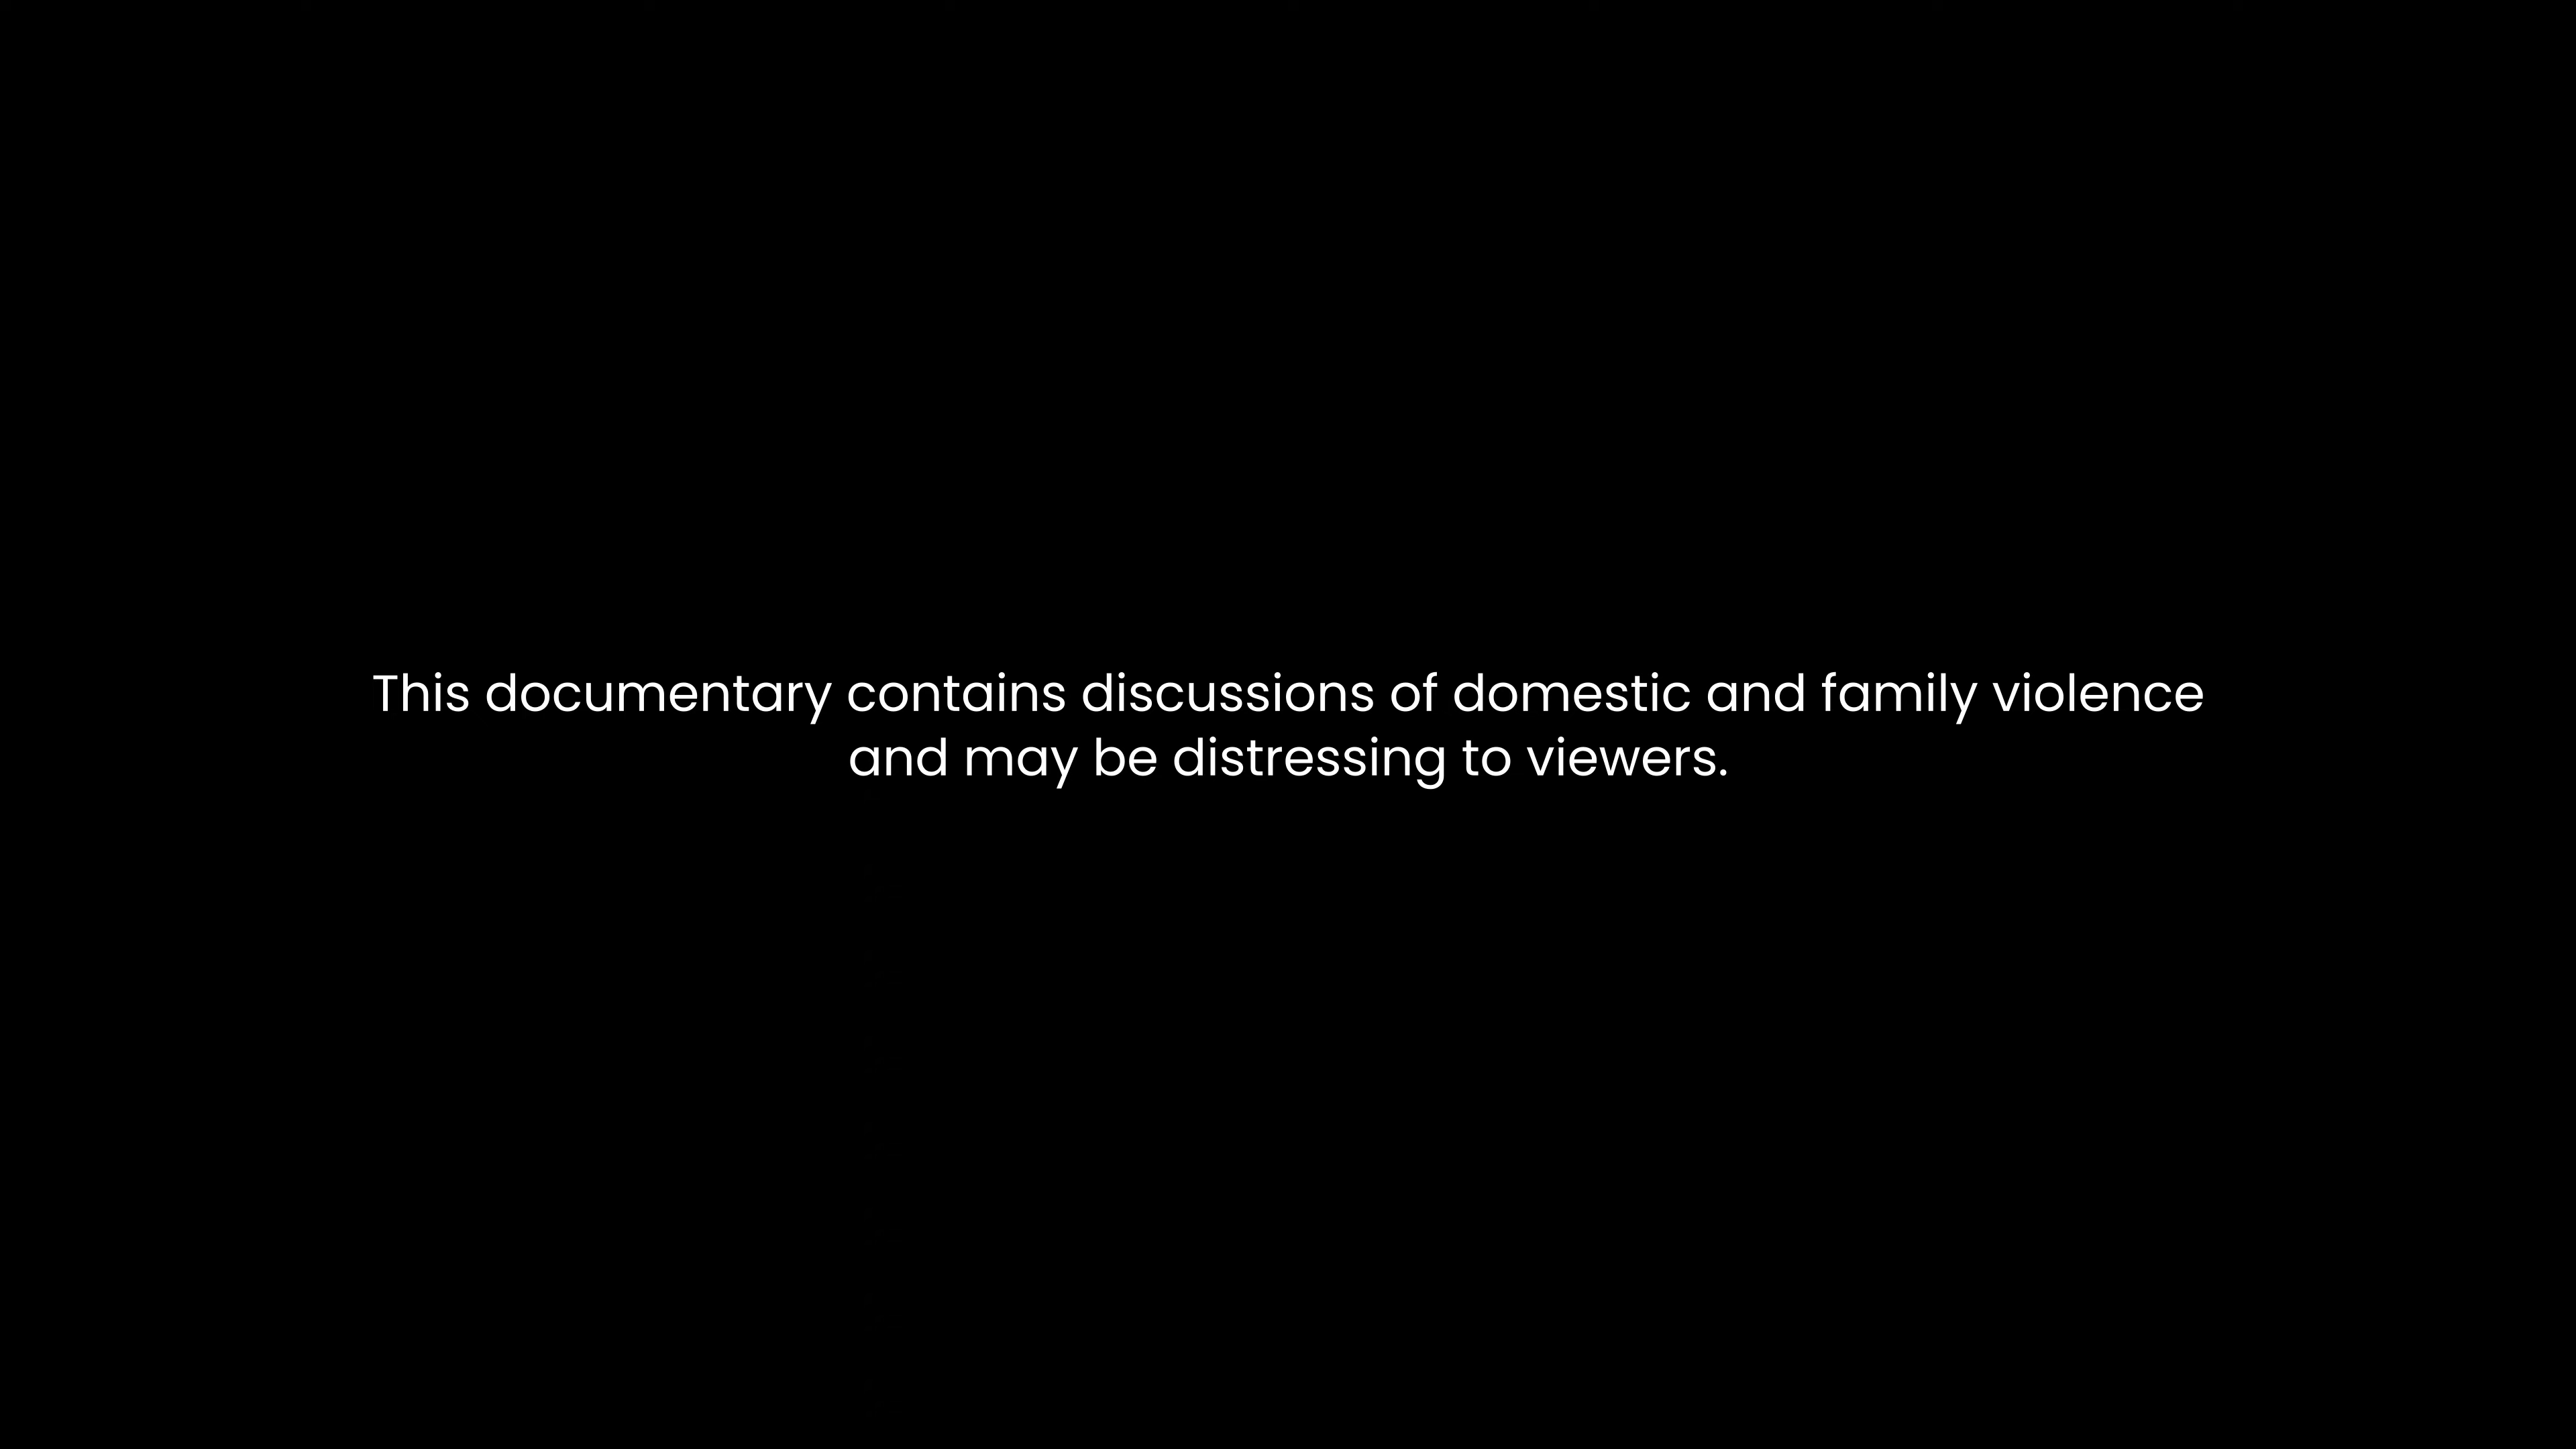 This documentary contains discussions of domestic and family violence
and may be distressing to viewers.